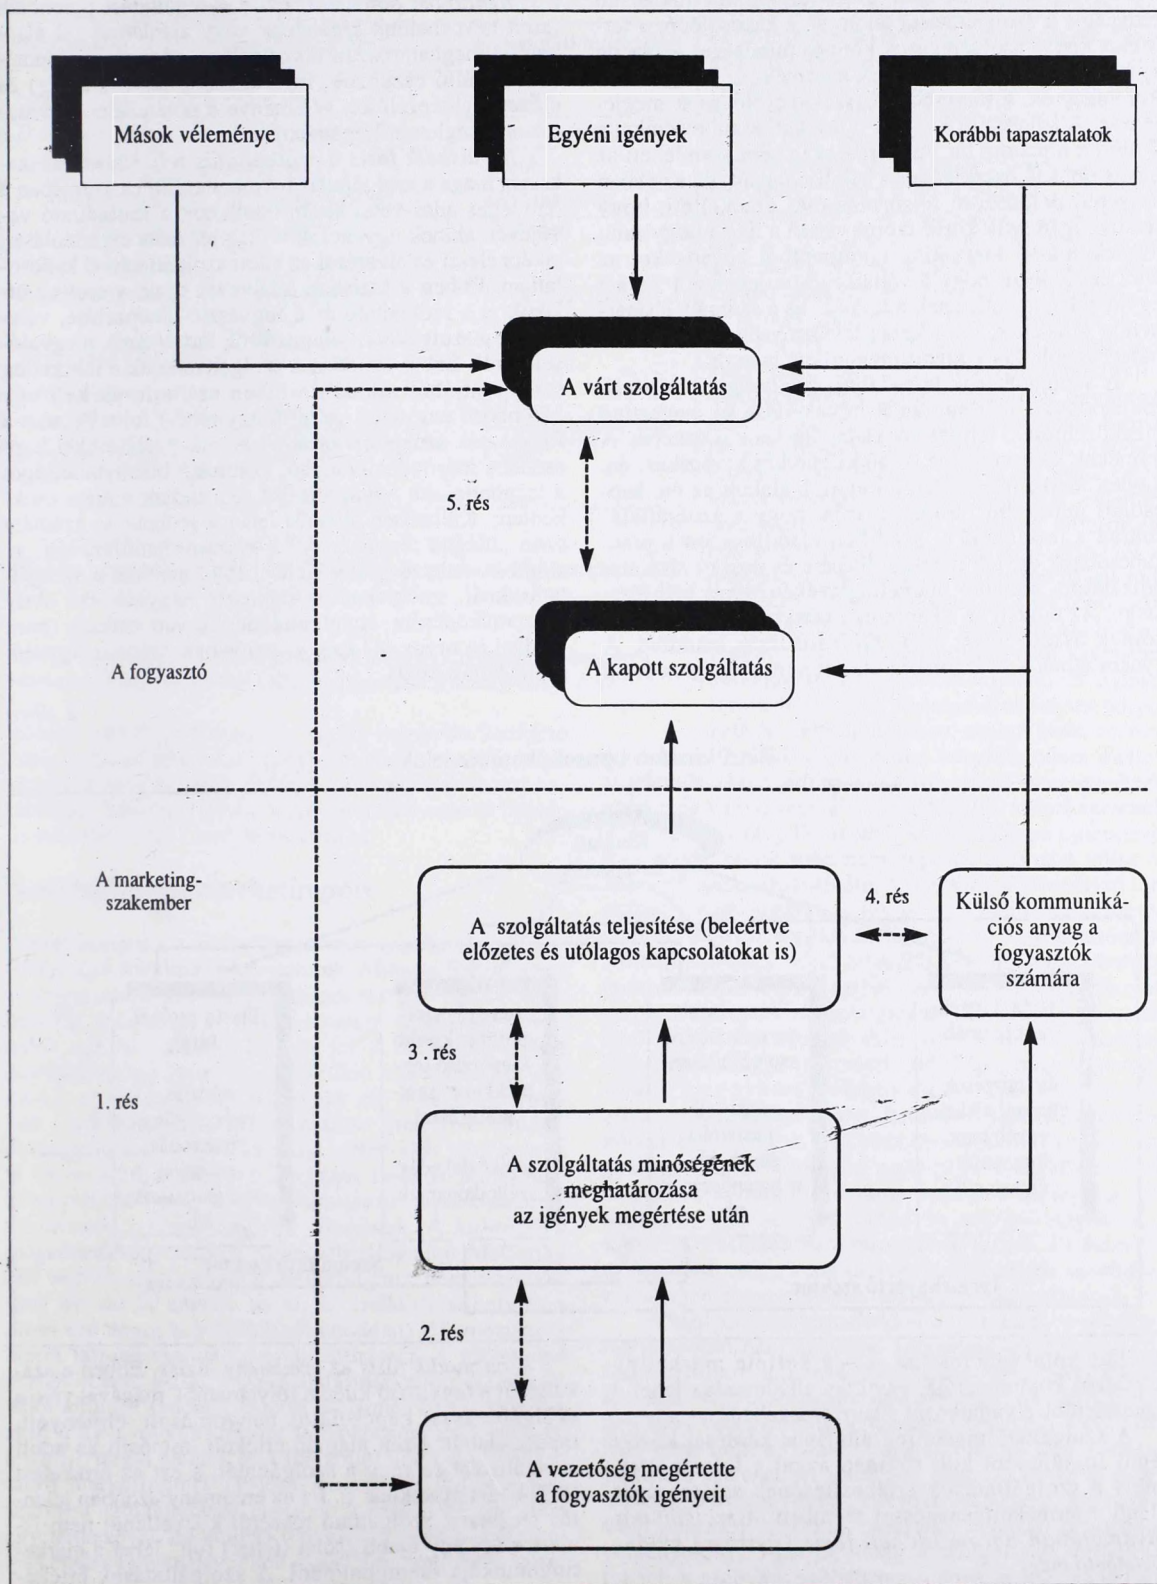 Mások véleménye
Egyéni igények
Korábbi tapasztalatok
A várt szolgáltatás
5. rés
A kapott szolgáltatás
A fogyasztó
A marketing-
szakember
A szolgáltatás teljesítése (beleértve
előzetes és utólagos kapcsolatokat is)
4. rés
Külső kommuniká-
ciós anyag a
fogyasztók
számára
3 . rés
1. rés
A szolgáltatás minőségének
meghatározása
az igények megértése után
2. rés
A vezetőség megértette
a fogyasztók igényeit